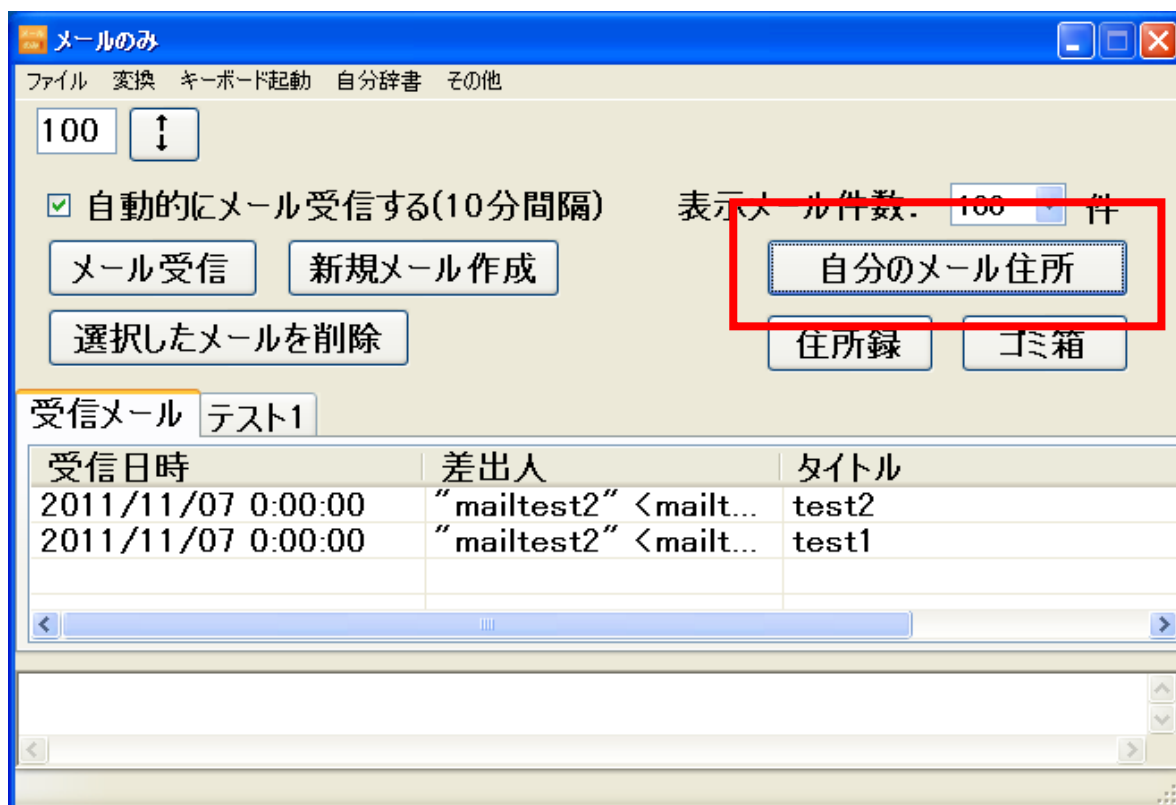 メールのみ
ファイル 変換 キーボード起動 自分辞書 その他
100
自動的にメール受信する(10分間隔) 表示メール件数: 100 件
メール受信 新規メール作成 自分のメール住所
選択したメールを削除 住所録 ゴミ箱
受信メール テスト1
受信日時 差出人 タイトル
2011/11/07 0:00:00 "mailtest2" <mailt... test2
2011/11/07 0:00:00 "mailtest2" <mailt... test1